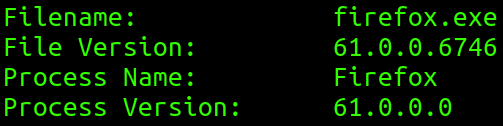 Filename: firefox.exe
File Version: 61.0.0.6746
Process Name: Firefox
Process Version: 61.0.0.0